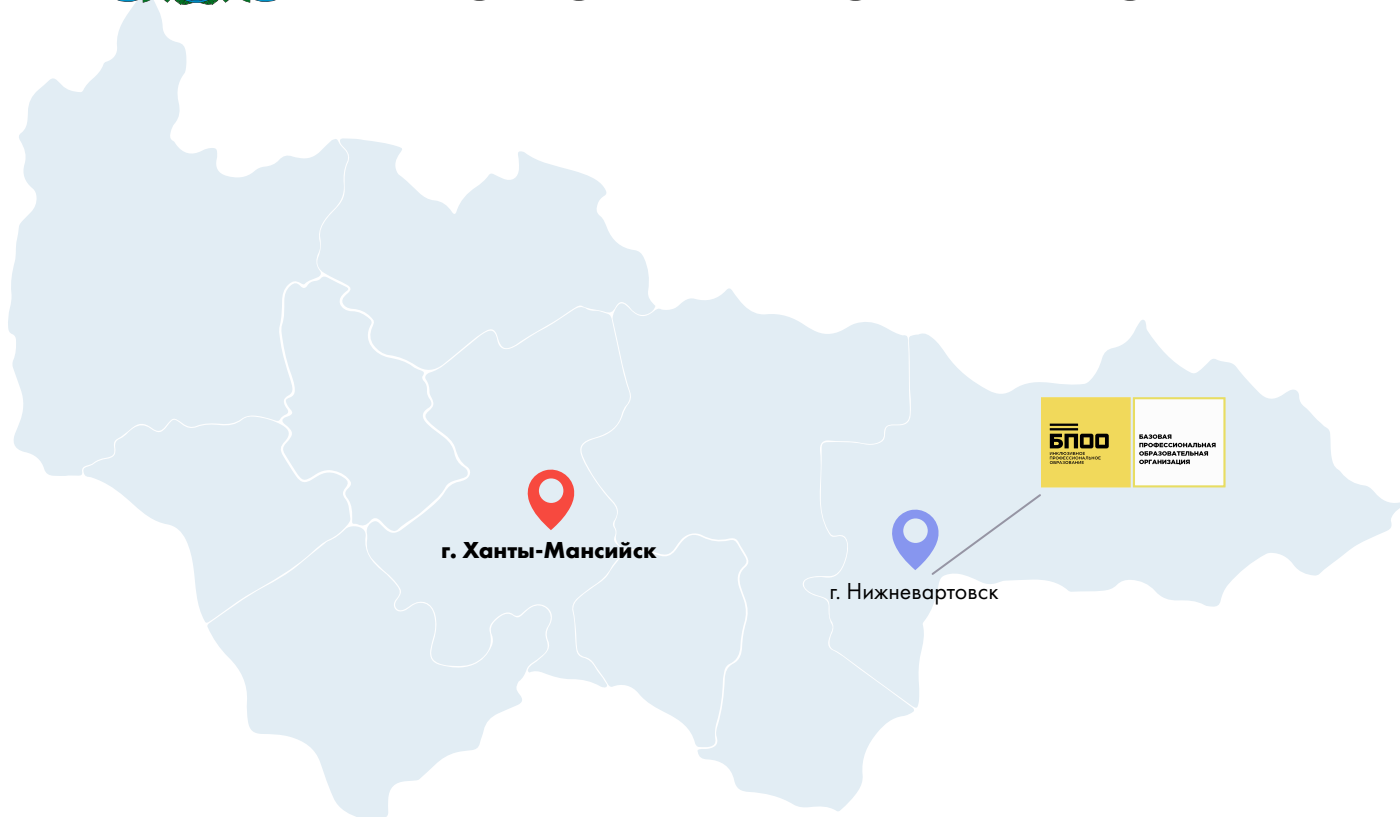 БПОО
ИНКЛЮЗИВНОЕ
ПРОФЕССИОНАЛЬНОЕ
ОБРАЗОВАНИЕ
БАЗОВАЯ
ПРОФЕССИОНАЛЬНАЯ
ОБРАЗОВАТЕЛЬНАЯ
ОРГАНИЗАЦИЯ
г. Ханты-Мансийск
г. Нижневартовск